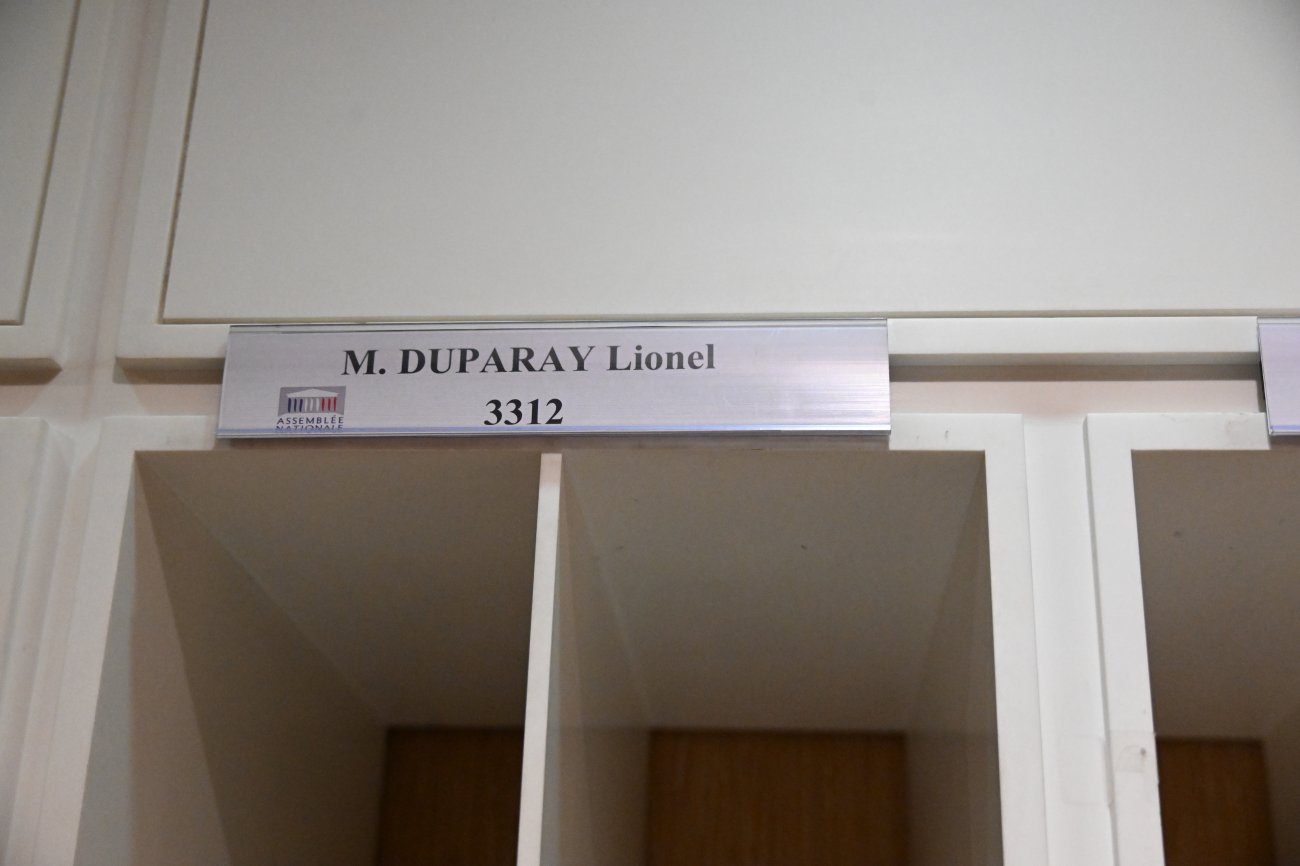 M. DUPARAY Lionel
3312
ASSEMBLÉE
NATIONALE